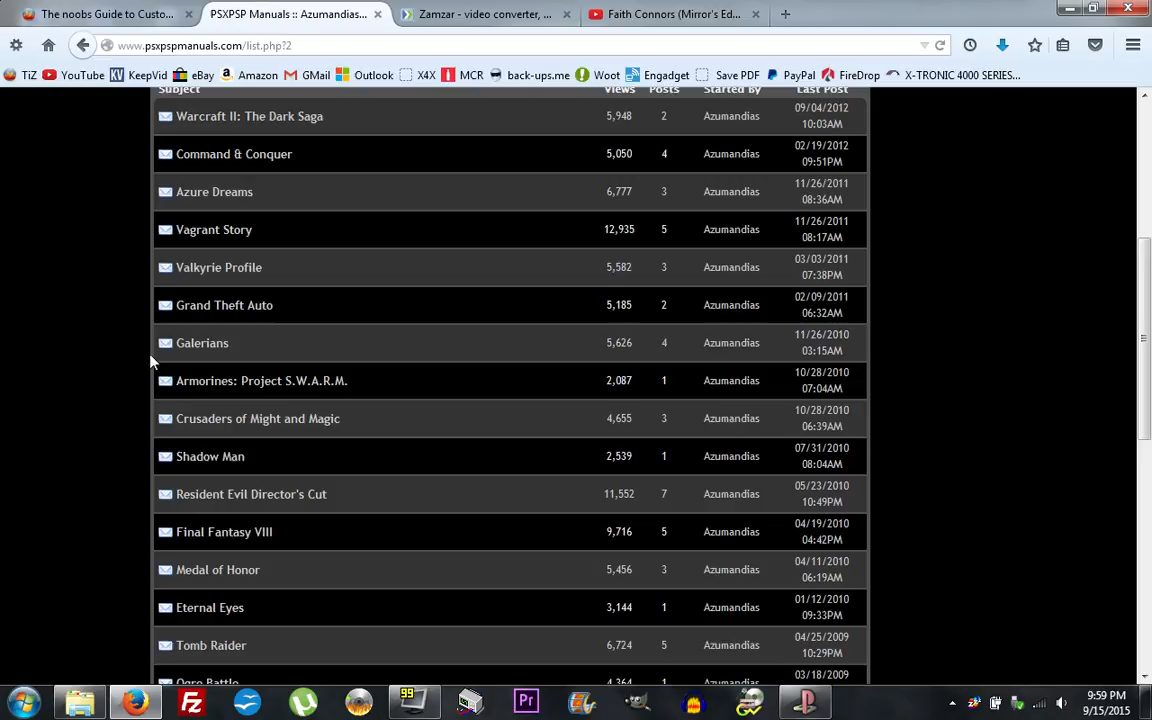 The noobs Guide to Custo...
PSXPSP Manuals :: Azumandias...
Zamzar - video converter, ...
Faith Connors (Mirror's Ed...
www.psxpspmanuals.com/list.php?2
TiZ YouTube KeepVid eBay Amazon GMail Outlook X4X MCR back-ups.me Woot Engadget Save PDF PayPal FireDrop X-TRONIC 4000 SERIES...
Subject Views Posts Started By Last Post
Warcraft II: The Dark Saga 5,948 2 Azumandias 09/04/2012 10:03AM
Command & Conquer 5,050 4 Azumandias 02/19/2012 09:51PM
Azure Dreams 6,777 3 Azumandias 11/26/2011 08:36AM
Vagrant Story 12,935 5 Azumandias 11/26/2011 08:17AM
Valkyrie Profile 5,582 3 Azumandias 03/03/2011 07:38PM
Grand Theft Auto 5,185 2 Azumandias 02/09/2011 06:32AM
Galerians 5,626 4 Azumandias 11/26/2010 03:15AM
Armorines: Project S.W.A.R.M. 2,087 1 Azumandias 10/28/2010 07:04AM
Crusaders of Might and Magic 4,655 3 Azumandias 10/28/2010 06:39AM
Shadow Man 2,539 1 Azumandias 07/31/2010 08:04AM
Resident Evil Director's Cut 11,552 7 Azumandias 05/23/2010 10:49PM
Final Fantasy VIII 9,716 5 Azumandias 04/19/2010 04:42PM
Medal of Honor 5,456 3 Azumandias 04/11/2010 06:19AM
Eternal Eyes 3,144 1 Azumandias 01/12/2010 09:33PM
Tomb Raider 6,724 5 Azumandias 04/25/2009 10:29PM
Ogre Battle 4,364 1 Azumandias 03/18/2009
99
Pr
9:59 PM
9/15/2015